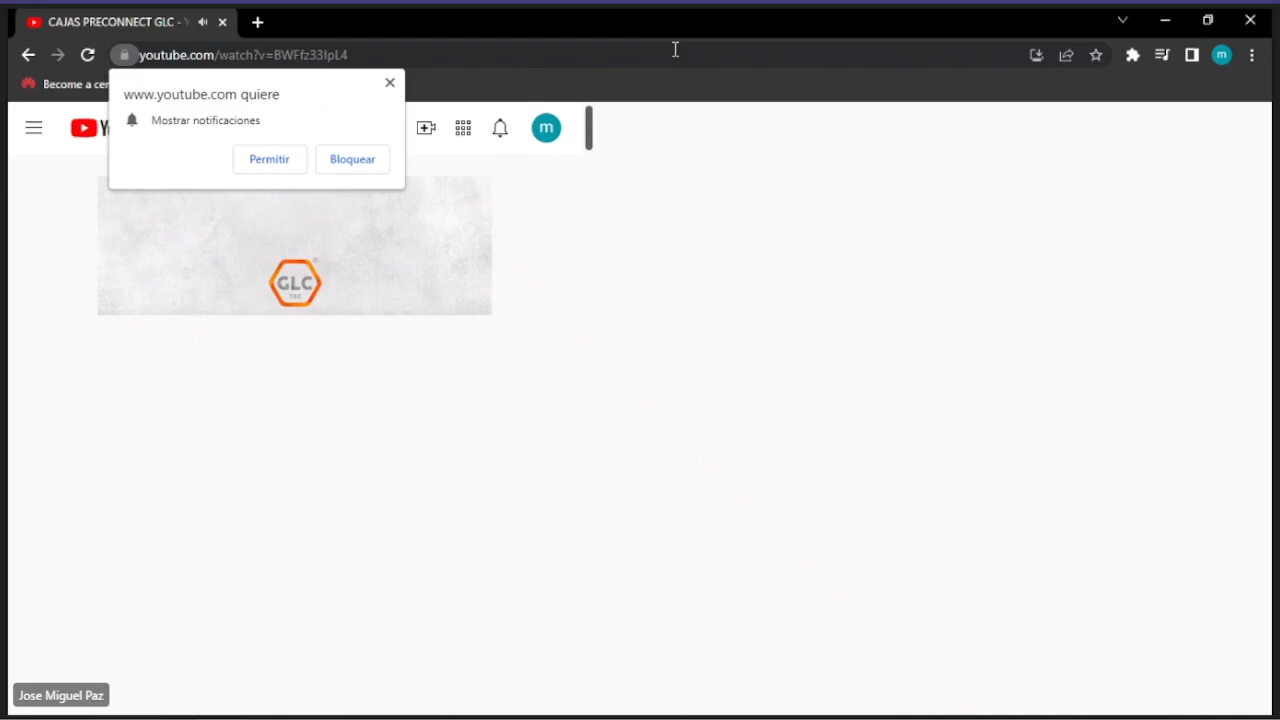 CAJAS PRECONNECT GLC -
youtube.com/watch?v=BWFfz33IpL4
Become a cer
www.youtube.com quiere
Mostrar notificaciones
Permitir
Bloquear
m
m
GLC
TEC
Jose Miguel Paz